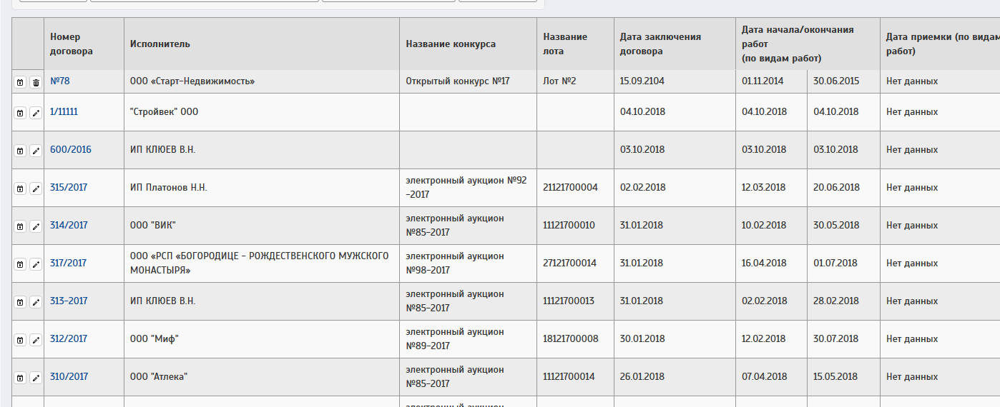 Номер
договора
Исполнитель
Название конкурса
Название
лота
Дата заключения
договора
Дата начала/окончания
работ
(по видам работ)
Дата приемки (по видам
работ)
№78 ООО «Старт-Недвижимость» Открытый конкурс №17 Лот №2 15.09.2104 01.11.2014 30.06.2015 Нет данных
1/11111 "Стройвек" ООО 04.10.2018 04.10.2018 04.10.2018 Нет данных
600/2016 ИП КЛЮЕВ В.Н. 03.10.2018 03.10.2018 03.10.2018 Нет данных
315/2017 ИП Платонов Н.Н.
электронный аукцион №92
-2017
21121700004 02.02.2018 12.03.2018 20.06.2018 Нет данных
314/2017 ООО "ВИК"
электронный аукцион
№85-2017
11121700010 31.01.2018 10.02.2018 30.05.2018 Нет данных
317/2017
ООО «РСП «БОГОРОДИЦЕ - РОЖДЕСТВЕНСКОГО МУЖСКОГО
МОНАСТЫРЯ»
электронный аукцион
№98-2017
27121700014 31.01.2018 16.04.2018 01.07.2018 Нет данных
313-2017 ИП КЛЮЕВ В.Н.
электронный аукцион
№85-2017
11121700013 31.01.2018 02.02.2018 28.02.2018 Нет данных
312/2017 ООО "Миф"
электронный аукцион
№89-2017
18121700008 30.01.2018 12.02.2018 30.07.2018 Нет данных
310/2017 ООО "Атлека"
электронный аукцион
№85-2017
11121700014 26.01.2018 07.04.2018 15.05.2018 Нет данных
электронный аукцион